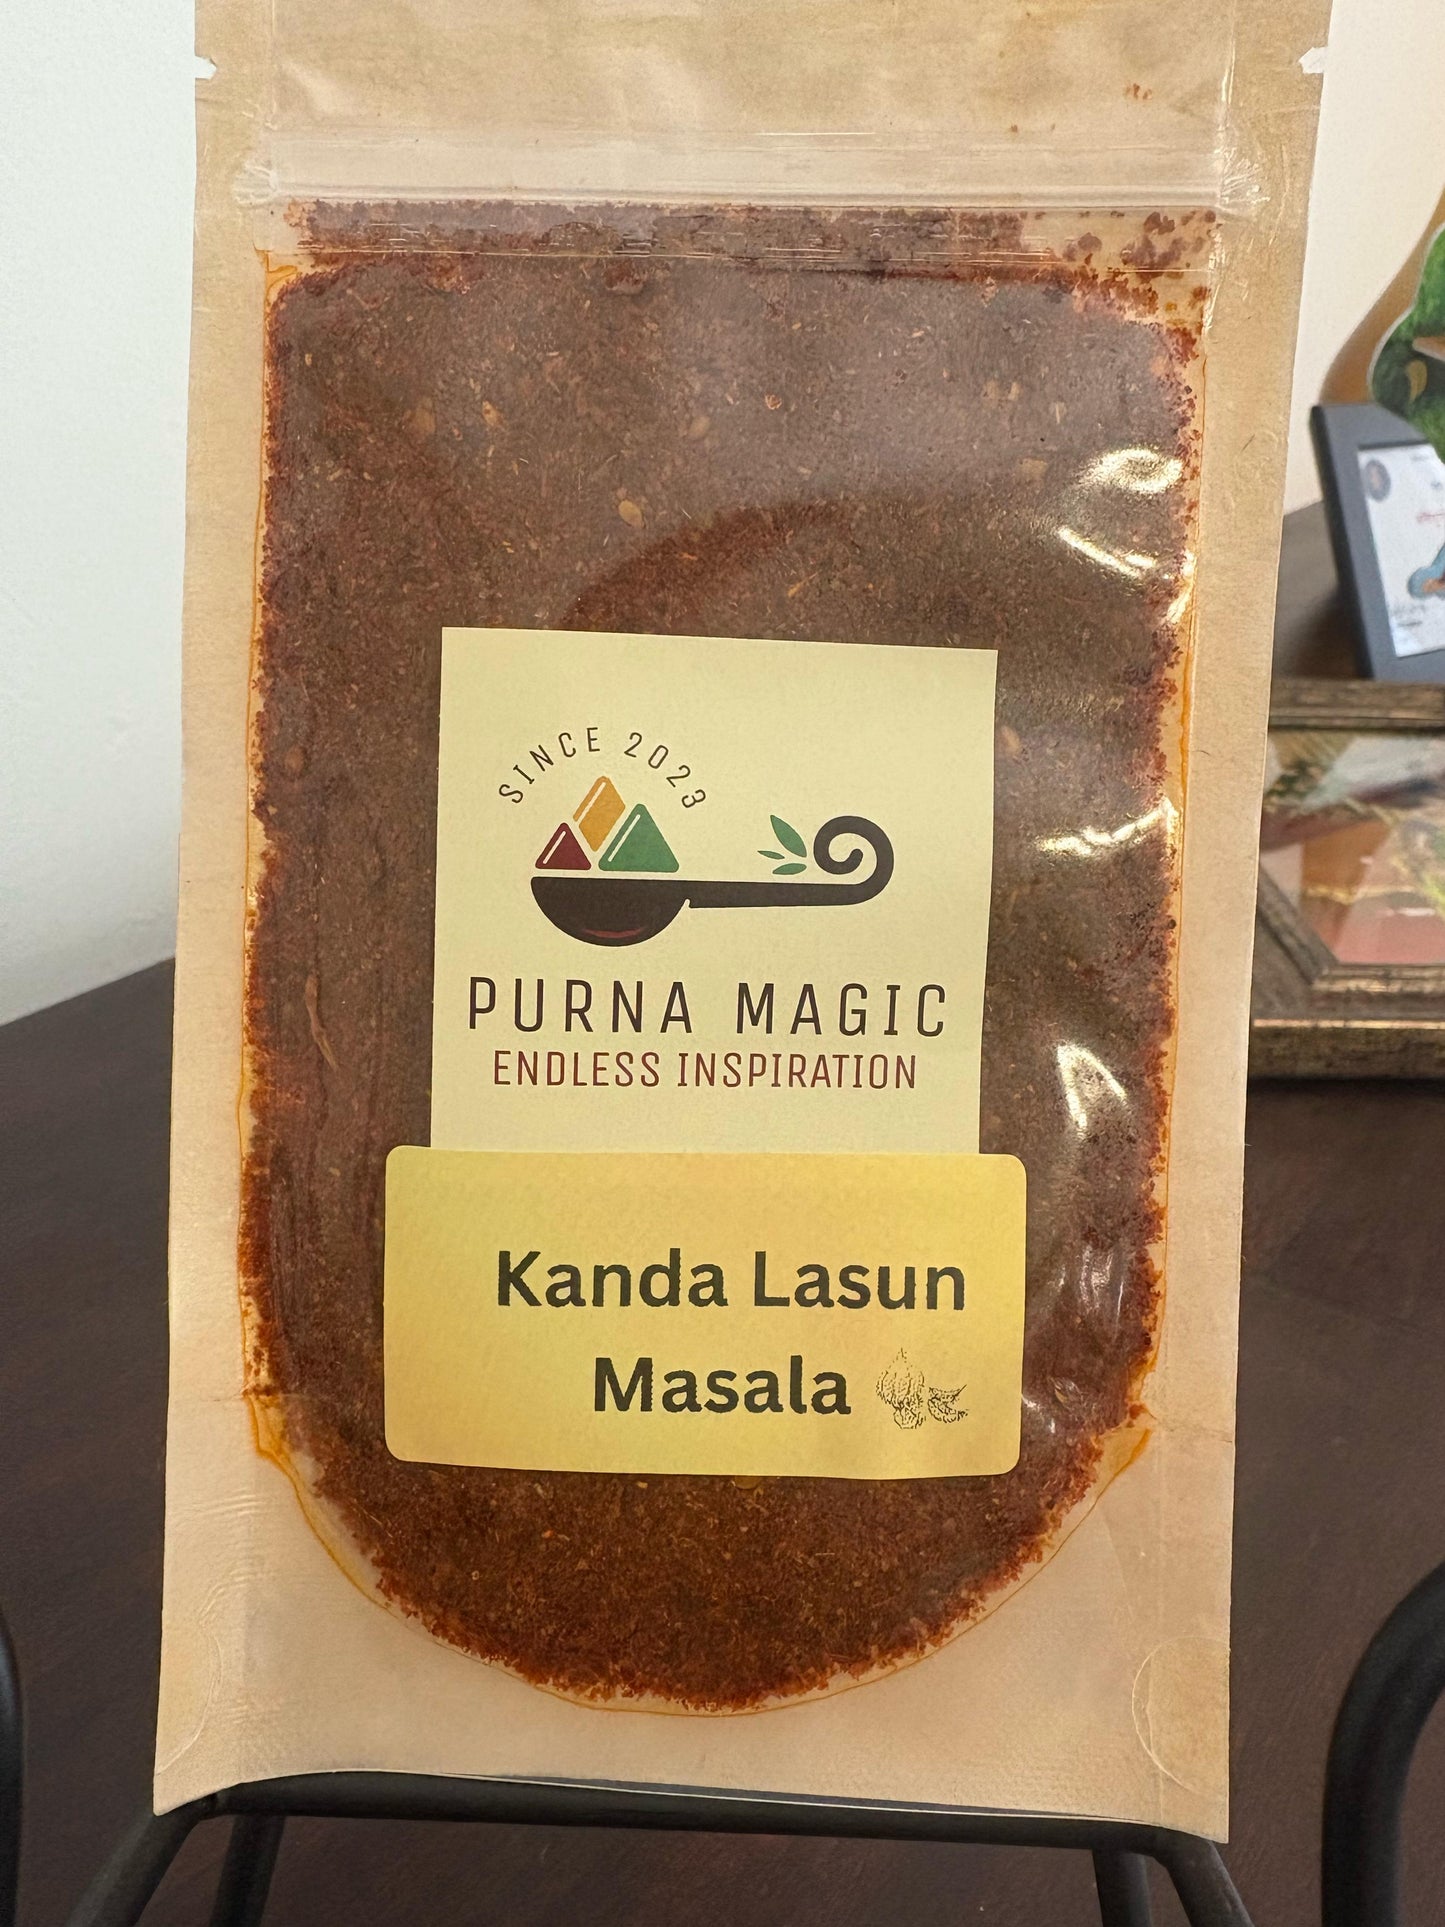 SINCE 2023
PURNA MAGIC
ENDLESS INSPIRATION
Kanda Lasun
Masala